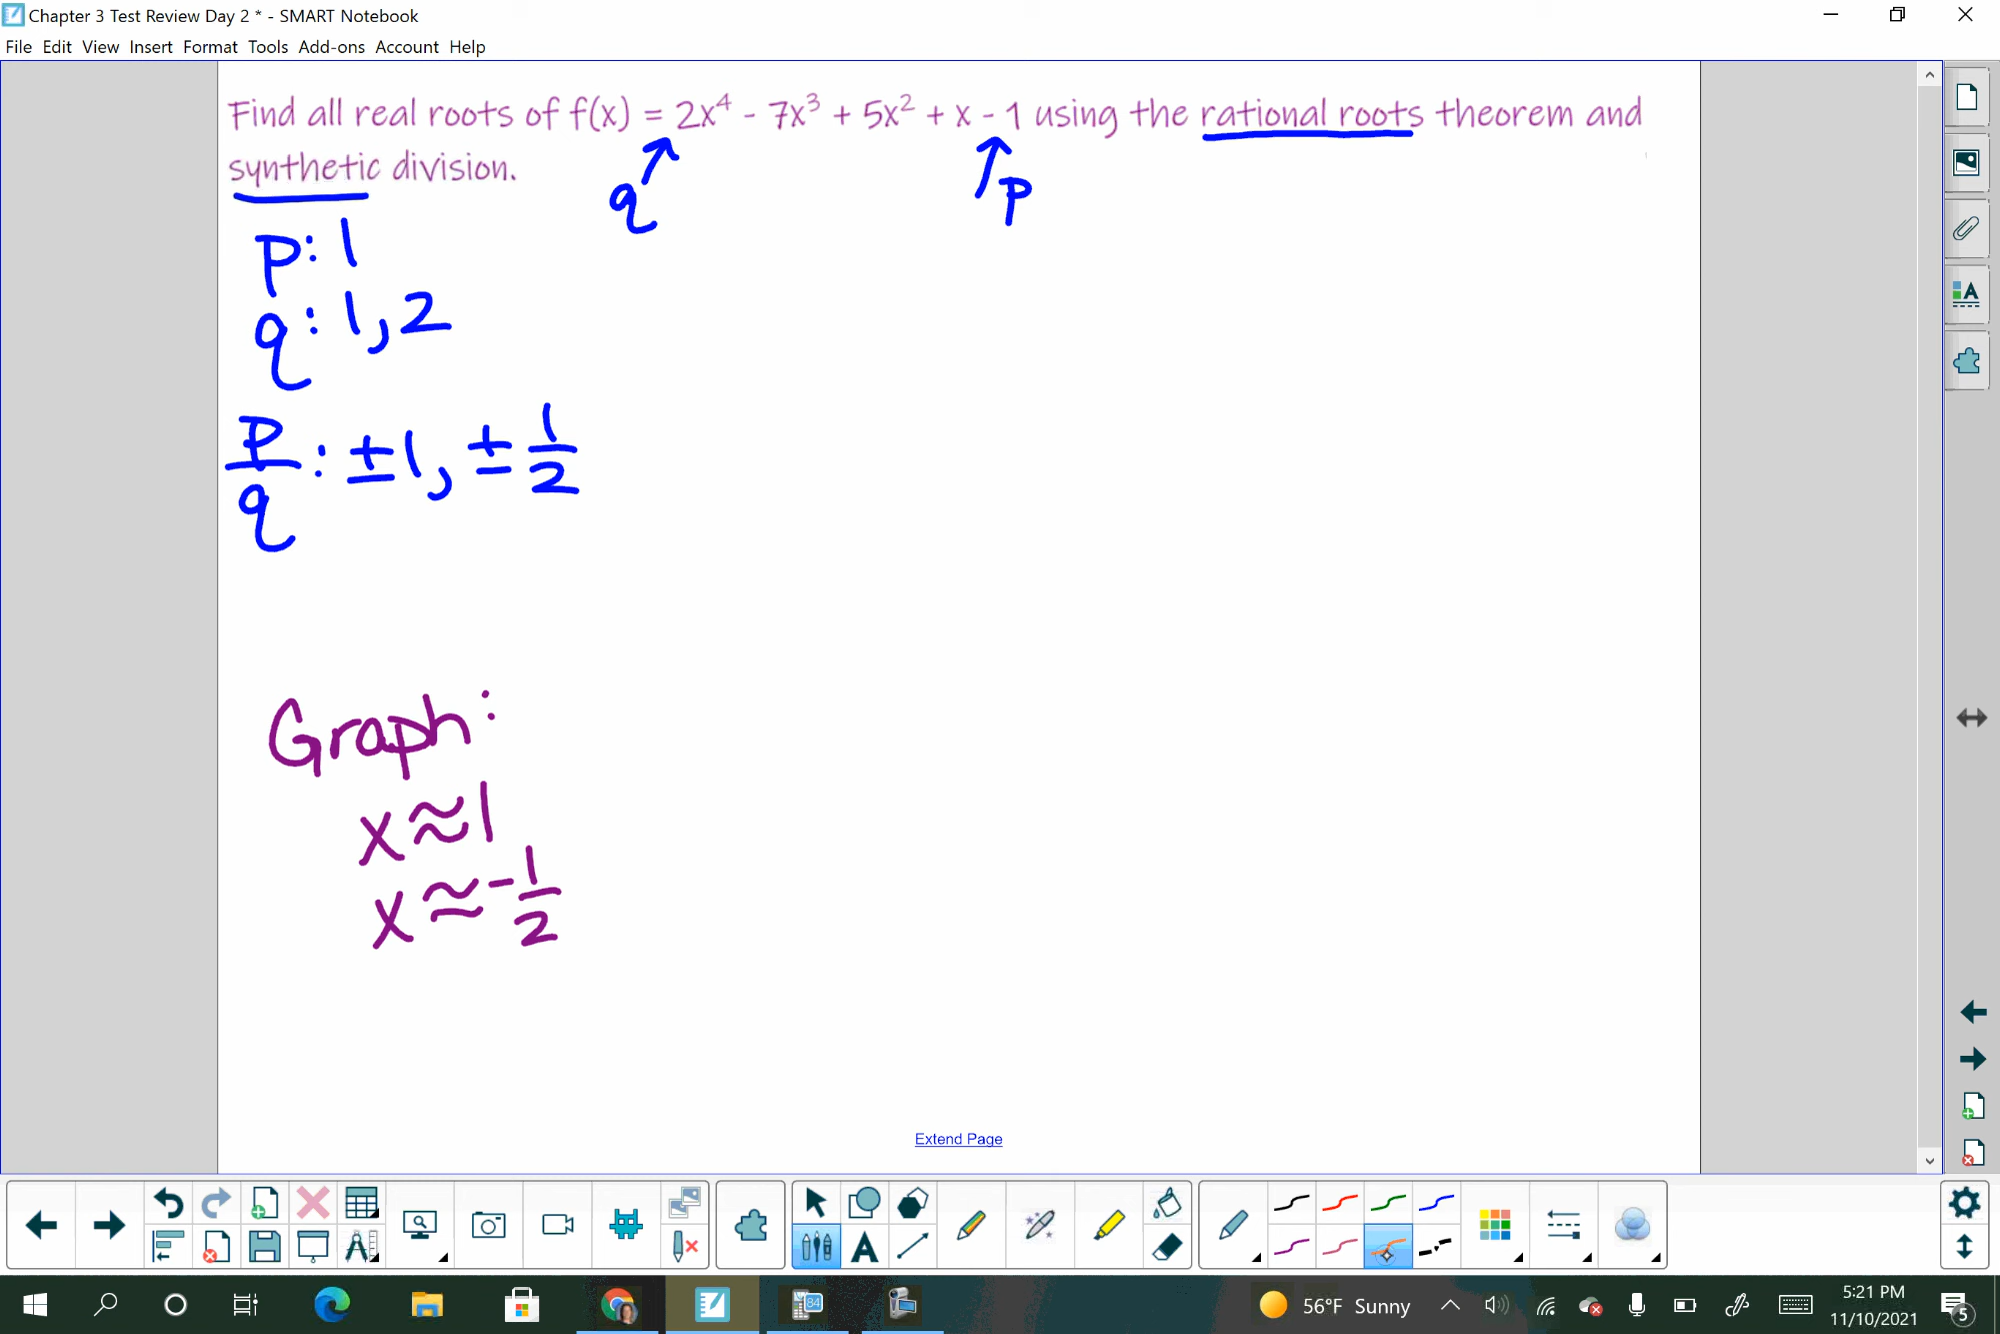 Chapter 3 Test Review Day 2 * - SMART Notebook
File Edit View Insert Format Tools Add-ons Account Help
Find all real roots of f(x) = 2x⁴ - 7x³ + 5x² + x - 1 using the rational roots theorem and
synthetic division.
q p
p: 1
q: 1, 2
p/q: ±1, ±1/2
Graph:
x≈1
x≈-1/2
Extend Page
A
A
84
56°F Sunny
5:21 PM
11/10/2021
5